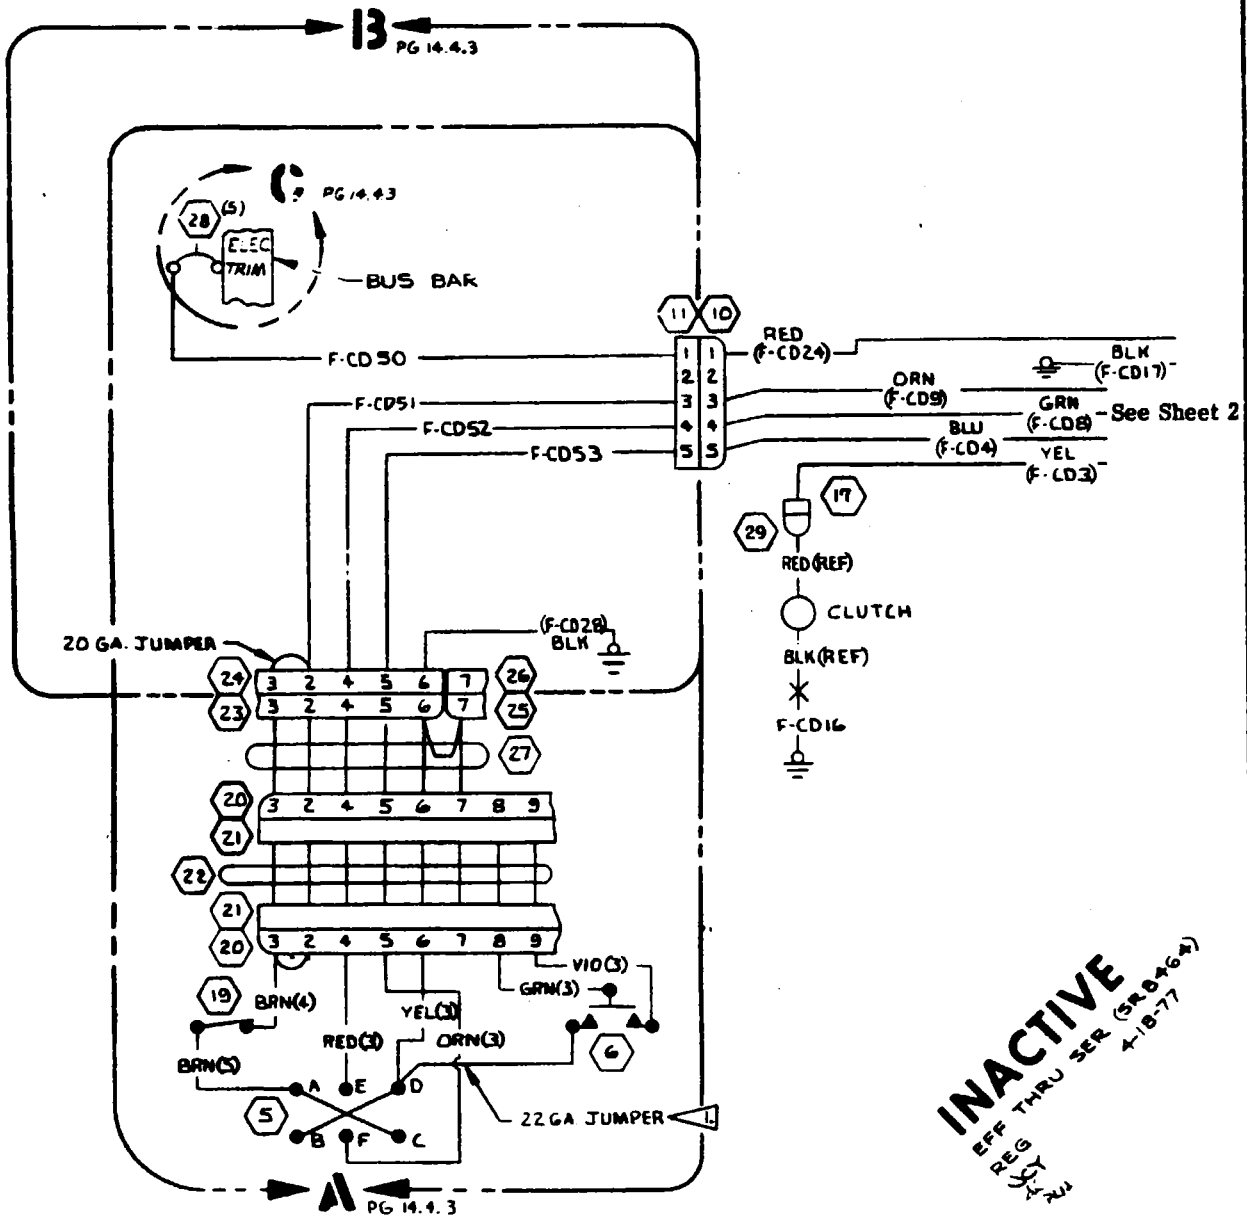 B PG 14.4.3
C PG 14.4.3
28 (5)
ELEC
TRIM
BUS BAR
11 10
RED
(F-CD24)
F-CD50
1 1
BLK
(F-CD17)
2 2
ORN
(F-CD9)
F-CD51
3 3
GRN
(F-CD8)
See Sheet 2
F-CD52
4 4
BLU
(F-CD4)
F-CD53
5 5
YEL
(F-CD3)
17
29
RED(REF)
CLUTCH
BLK(REF)
F-CD16
(F-CD28)
BLK
20 GA. JUMPER
24 3 2 4 5 6 7 26
23 3 2 4 5 6 7 25
27
20 3 2 4 5 6 7 8 9
21
22
21
20 3 2 4 5 6 7 8 9
VIO(3)
GRN(3)
19 BRN(4)
YEL(3)
RED(3) ORN(3)
6
BRN(5)
A E D
5
B F C
22 GA. JUMPER 1.
A PG 14.4.3
INACTIVE
EFF THRU SER (SR8464)
4-18-77
REG